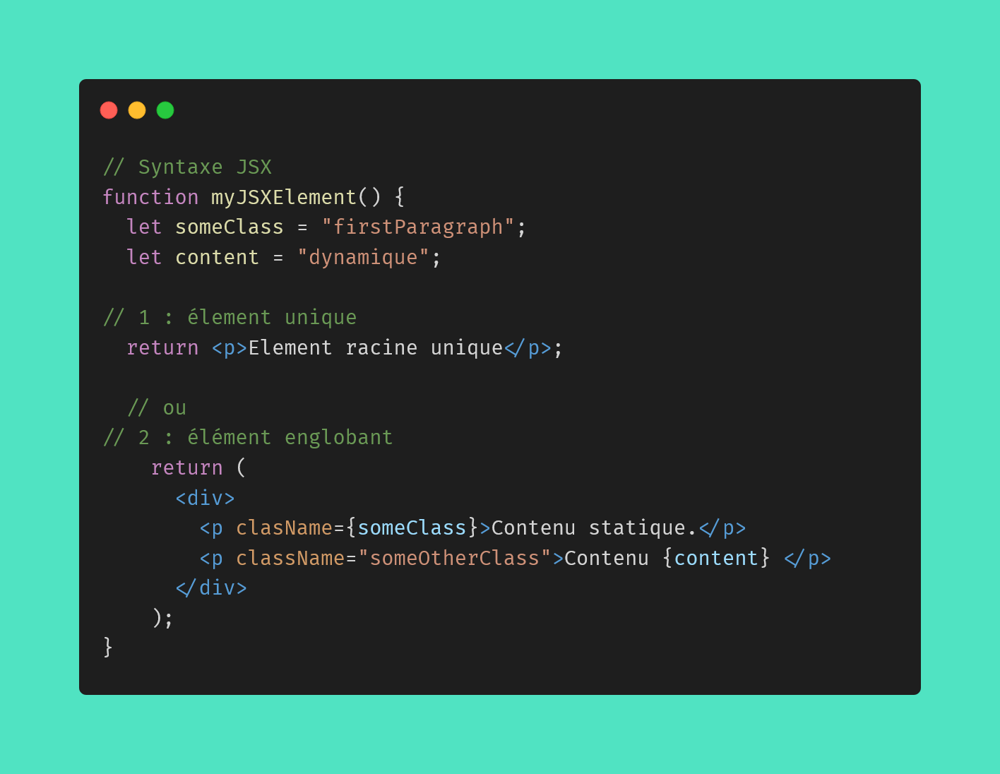 // Syntaxe JSX
function myJSXElement() {
  let someClass = "firstParagraph";
  let content = "dynamique";

// 1 : élement unique
  return <p>Element racine unique</p>;

  // ou
// 2 : élément englobant
    return (
      <div>
        <p clasName={someClass}>Contenu statique.</p>
        <p className="someOtherClass">Contenu {content} </p>
      </div>
    );
}